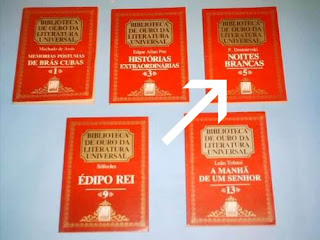 BIBLIOTECA
DE OURO DA
LITERATURA
UNIVERSAL
Machado de Assis
MEMÓRIAS PÓSTUMAS
DE BRÁS CUBAS
1
BIBLIOTECA
DE OURO DA
LITERATURA
UNIVERSAL
Edgar Allan Poe
HISTÓRIAS
EXTRAORDINÁRIAS
3
BIBLIOTECA
DE OURO DA
LITERATURA
UNIVERSAL
F. Dostoievski
NOITES
BRANCAS
5
BIBLIOTECA
DE OURO DA
LITERATURA
UNIVERSAL
Sófocles
ÉDIPO REI
9
BIBLIOTECA
DE OURO DA
LITERATURA
UNIVERSAL
Leão Tolstoi
A MANHÃ
DE UM SENHOR
13